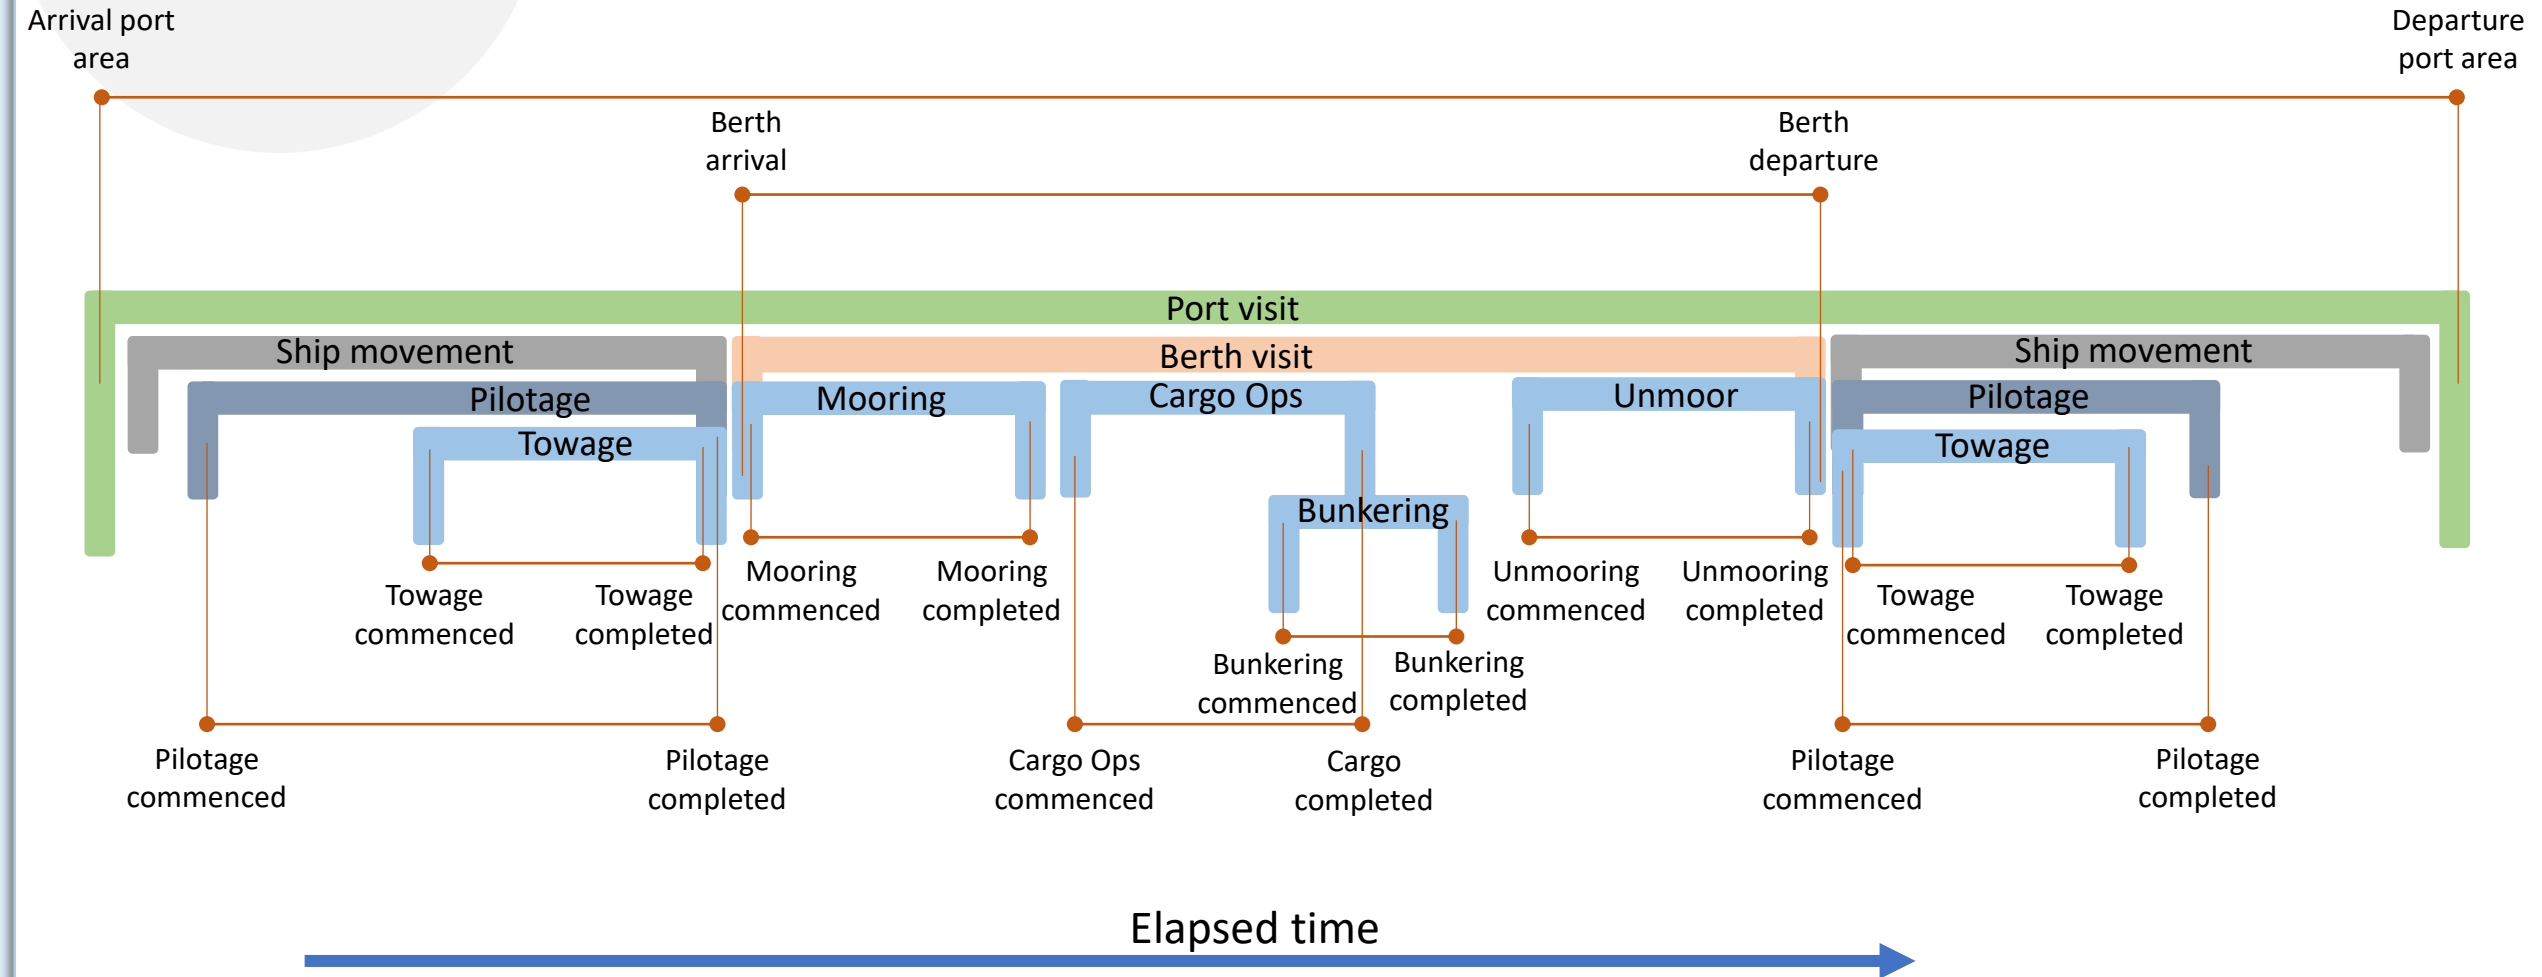 Arrival port
area
Departure
port area
Berth
arrival
Berth
departure
Port visit
Ship movement
Berth visit
Ship movement
Pilotage
Mooring
Cargo Ops
Unmoor
Pilotage
Towage
Towage
Bunkering
Towage
commenced
Towage
completed
Mooring
commenced
Mooring
completed
Bunkering
commenced
Bunkering
completed
Unmooring
commenced
Unmooring
completed
Towage
commenced
Towage
completed
Pilotage
commenced
Pilotage
completed
Cargo Ops
commenced
Cargo
completed
Pilotage
commenced
Pilotage
completed
Elapsed time